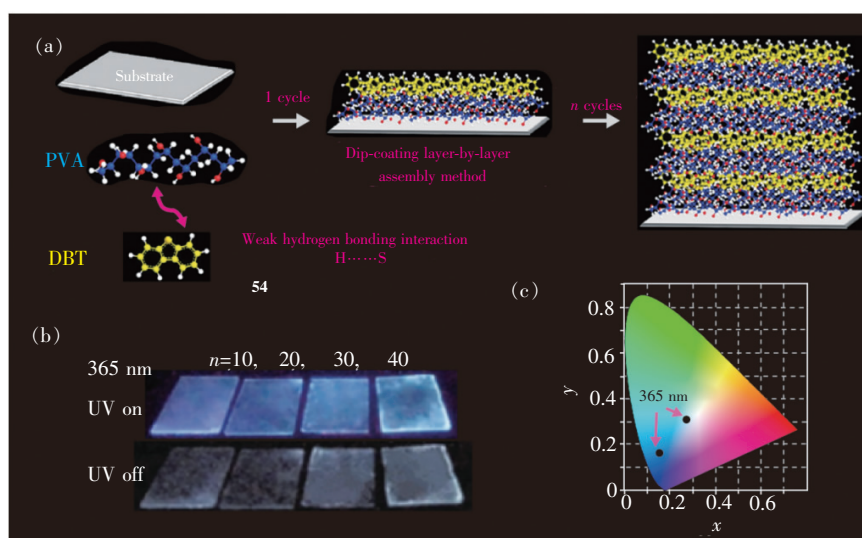 (a)
Substrate
1 cycle
n cycles
PVA
Dip-coating layer-by-layer
assembly method
DBT
Weak hydrogen bonding interaction
H……S
54
(b)
n=10, 20, 30, 40
365 nm
UV on
UV off
(c)
0.8
0.6
0.4
0.2
0
y
365 nm
0 0.2 0.4 0.6
x